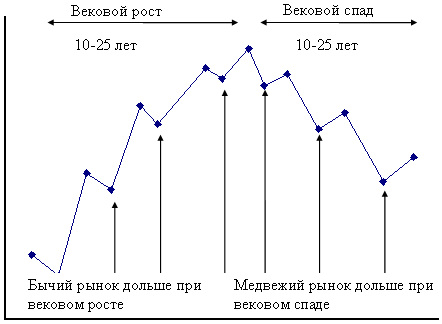 Вековой рост
Вековой спад
10-25 лет
10-25 лет
Бычий рынок дольше при
вековом росте
Медвежий рынок дольше при
вековом спаде